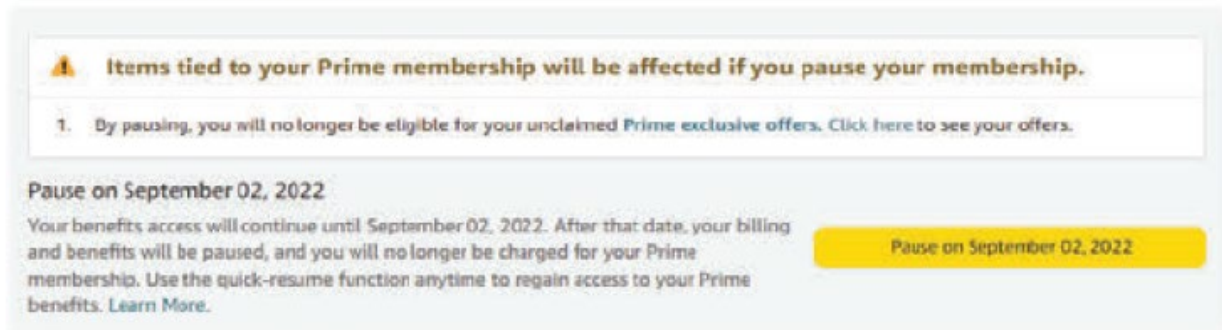 Items tied to your Prime membership will be affected if you pause your membership.
1. By pausing, you will no longer be eligible for your unclaimed Prime exclusive offers. Click here to see your offers.
Pause on September 02, 2022
Your benefits access will continue until September 02, 2022. After that date, your billing
and benefits will be paused, and you will no longer be charged for your Prime
membership. Use the quick-resume function anytime to regain access to your Prime
benefits. Learn More.
Pause on September 02, 2022